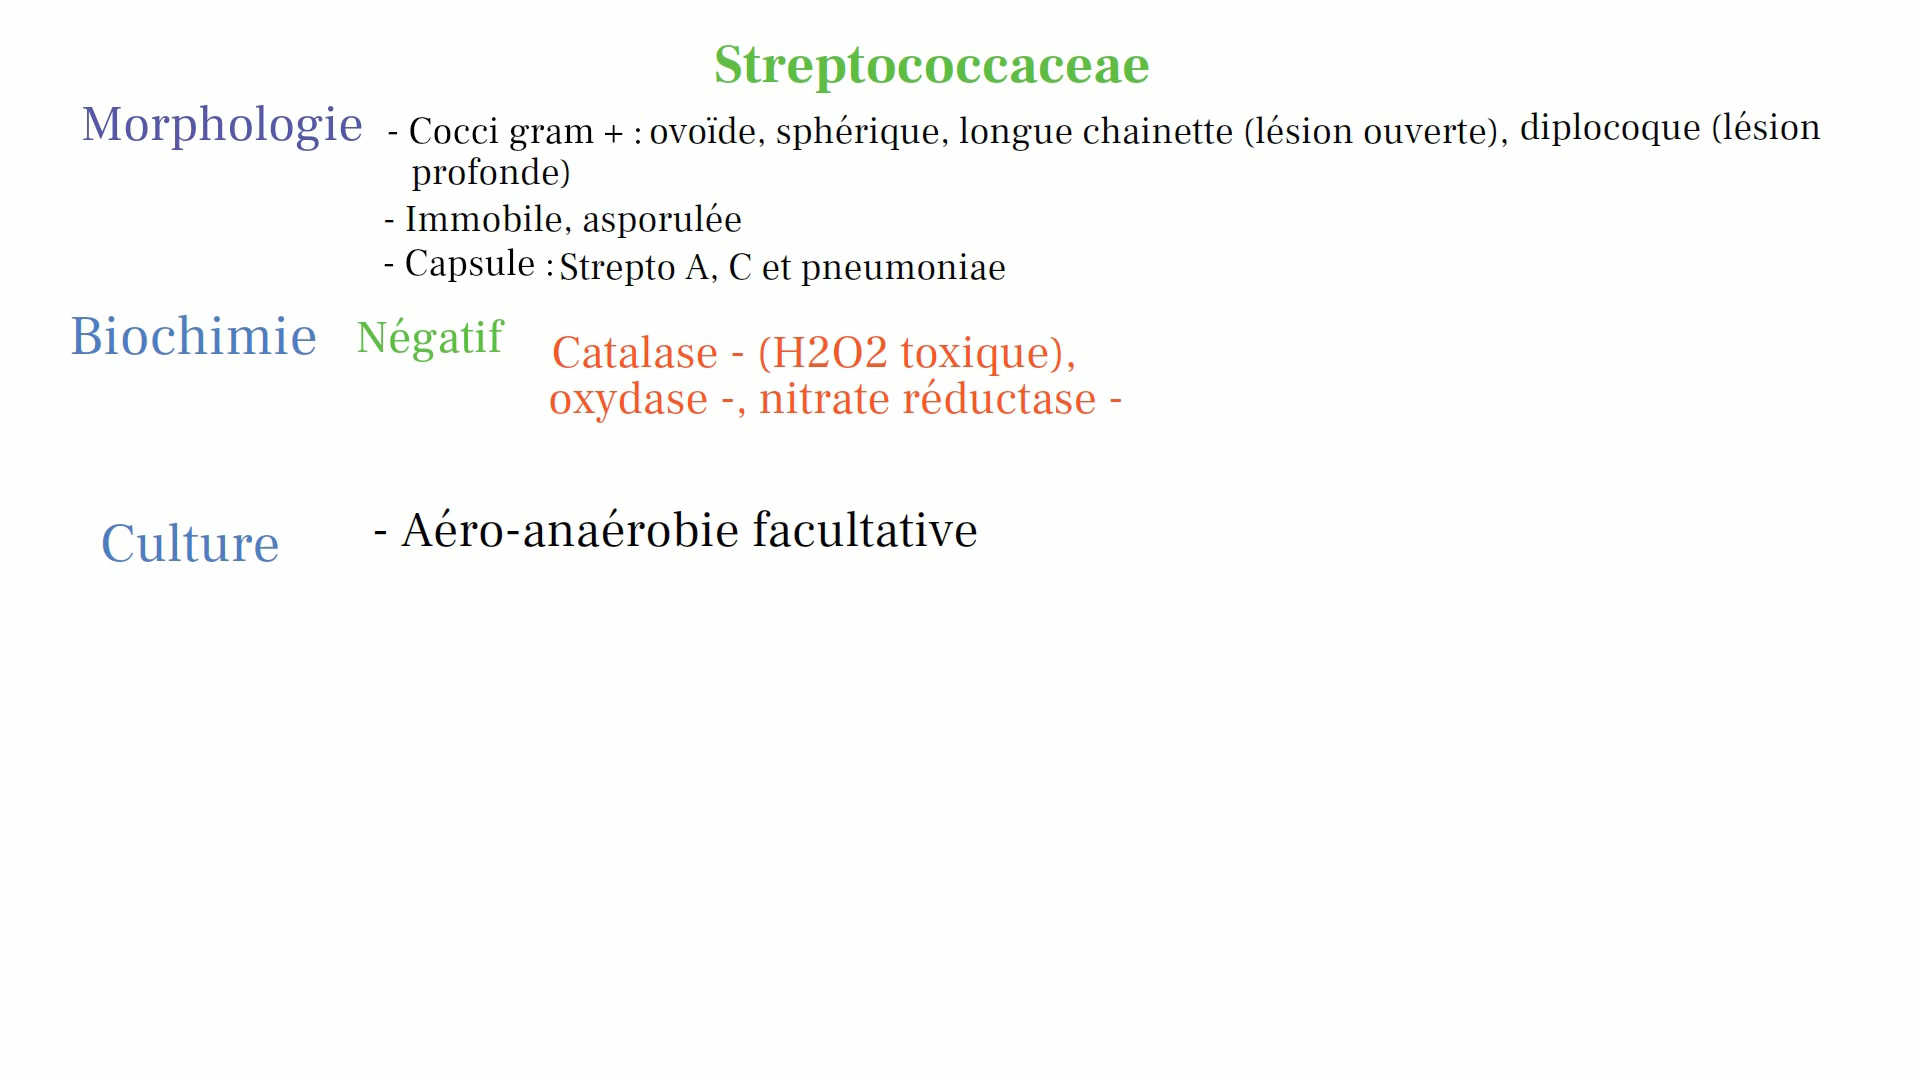 Streptococcaceae
Morphologie - Cocci gram + : ovoïde, sphérique, longue chainette (lésion ouverte), diplocoque (lésion
profonde)
- Immobile, asporulée
- Capsule : Strepto A, C et pneumoniae
Biochimie Négatif Catalase - (H2O2 toxique),
oxydase -, nitrate réductase -
Culture - Aéro-anaérobie facultative